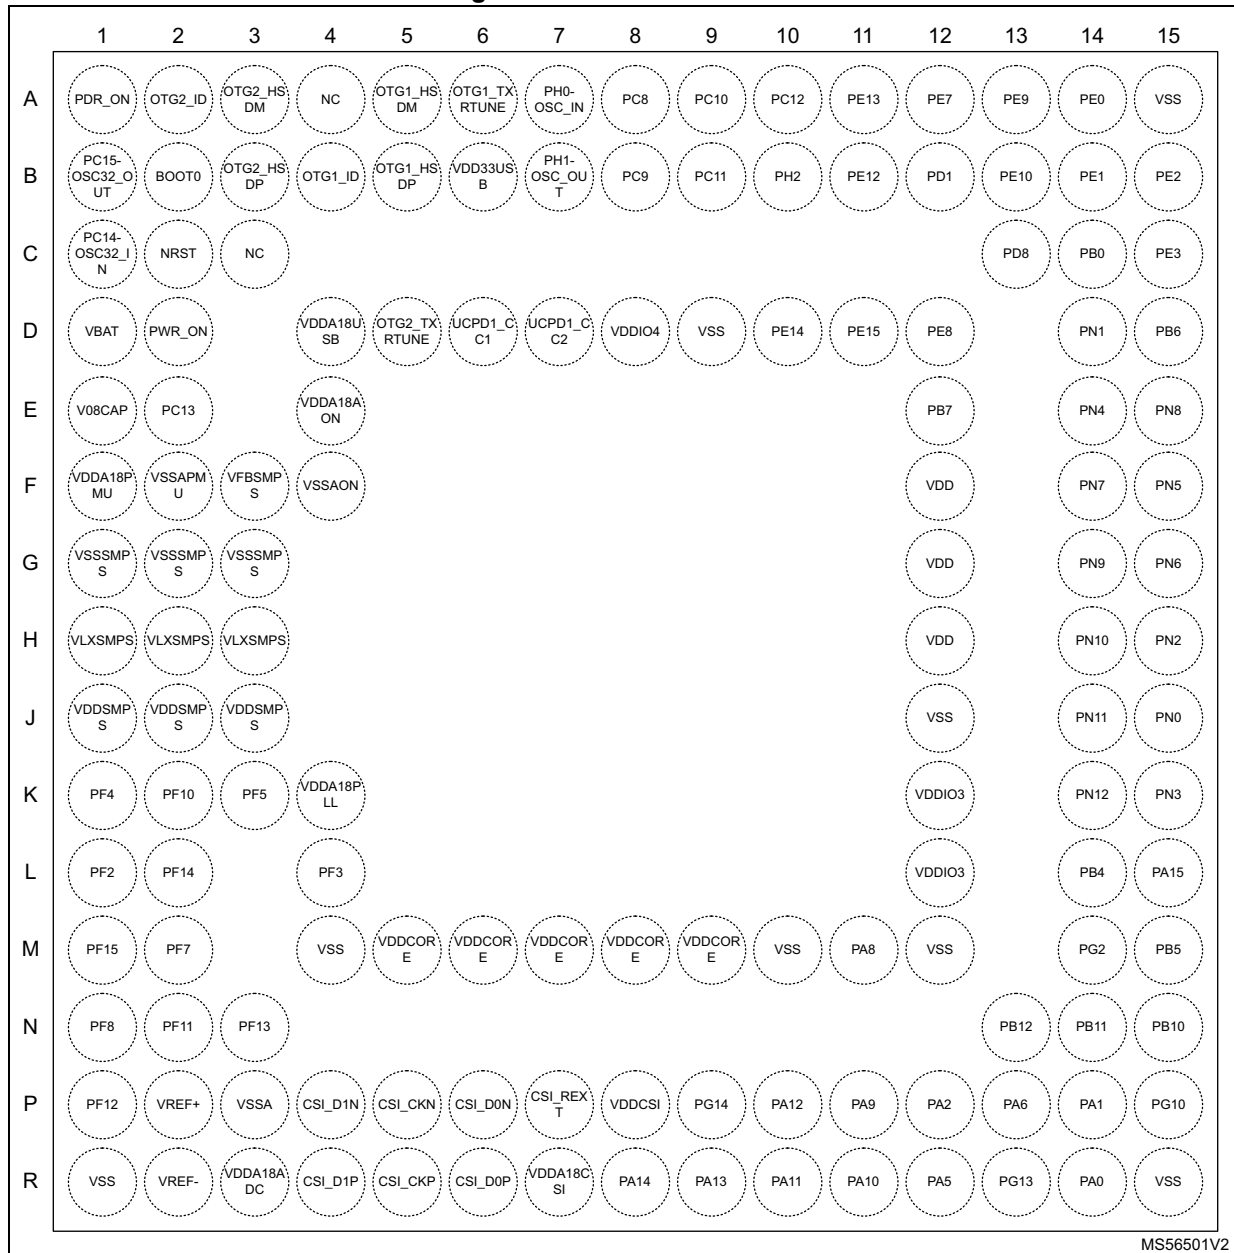 1 2 3 4 5 6 7 8 9 10 11 12 13 14 15
A PDR_ON OTG2_ID OTG2_HS DM NC OTG1_HS DM OTG1_TX RTUNE PH0- OSC_IN PC8 PC10 PC12 PE13 PE7 PE9 PE0 VSS
B PC15- OSC32_O UT BOOT0 OTG2_HS DP OTG1_ID OTG1_HS DP VDD33US B PH1- OSC_OU T PC9 PC11 PH2 PE12 PD1 PE10 PE1 PE2
C PC14- OSC32_I N NRST NC PD8 PB0 PE3
D VBAT PWR_ON VDDA18U SB OTG2_TX RTUNE UCPD1_C C1 UCPD1_C C2 VDDIO4 VSS PE14 PE15 PE8 PN1 PB6
E V08CAP PC13 VDDA18A ON PB7 PN4 PN8
F VDDA18P MU VSSAPM U VFBSMP S VSSAON VDD PN7 PN5
G VSSSMP S VSSSMP S VSSSMP S VDD PN9 PN6
H VLXSMPS VLXSMPS VLXSMPS VDD PN10 PN2
J VDDSMP S VDDSMP S VDDSMP S VSS PN11 PN0
K PF4 PF10 PF5 VDDA18P LL VDDIO3 PN12 PN3
L PF2 PF14 PF3 VDDIO3 PB4 PA15
M PF15 PF7 VSS VDDCOR E VDDCOR E VDDCOR E VDDCOR E VDDCOR E VSS PA8 VSS PG2 PB5
N PF8 PF11 PF13 PB12 PB11 PB10
P PF12 VREF+ VSSA CSI_D1N CSI_CKN CSI_D0N CSI_REX T VDDCSI PG14 PA12 PA9 PA2 PA6 PA1 PG10
R VSS VREF- VDDA18A DC CSI_D1P CSI_CKP CSI_D0P VDDA18C SI PA14 PA13 PA11 PA10 PA5 PG13 PA0 VSS
MS56501V2